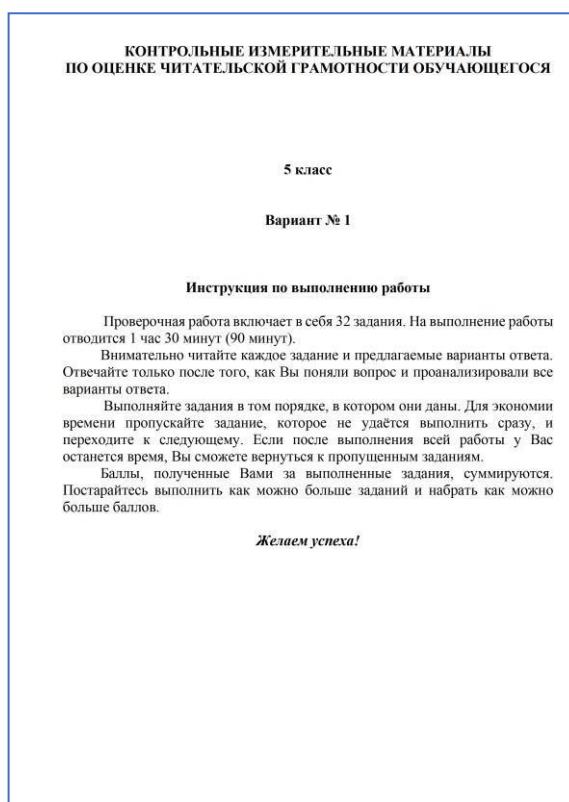 КОНТРОЛЬНЫЕ ИЗМЕРИТЕЛЬНЫЕ МАТЕРИАЛЫ
ПО ОЦЕНКЕ ЧИТАТЕЛЬСКОЙ ГРАМОТНОСТИ ОБУЧАЮЩЕГОСЯ
5 класс
Вариант № 1
Инструкция по выполнению работы
Проверочная работа включает в себя 32 задания. На выполнение работы
отводится 1 час 30 минут (90 минут).
Внимательно читайте каждое задание и предлагаемые варианты ответа.
Отвечайте только после того, как Вы поняли вопрос и проанализировали все
варианты ответа.
Выполняйте задания в том порядке, в котором они даны. Для экономии
времени пропускайте задание, которое не удаётся выполнить сразу, и
переходите к следующему. Если после выполнения всей работы у Вас
останется время, Вы сможете вернуться к пропущенным заданиям.
Баллы, полученные Вами за выполненные задания, суммируются.
Постарайтесь выполнить как можно больше заданий и набрать как можно
больше баллов.
Желаем успеха!